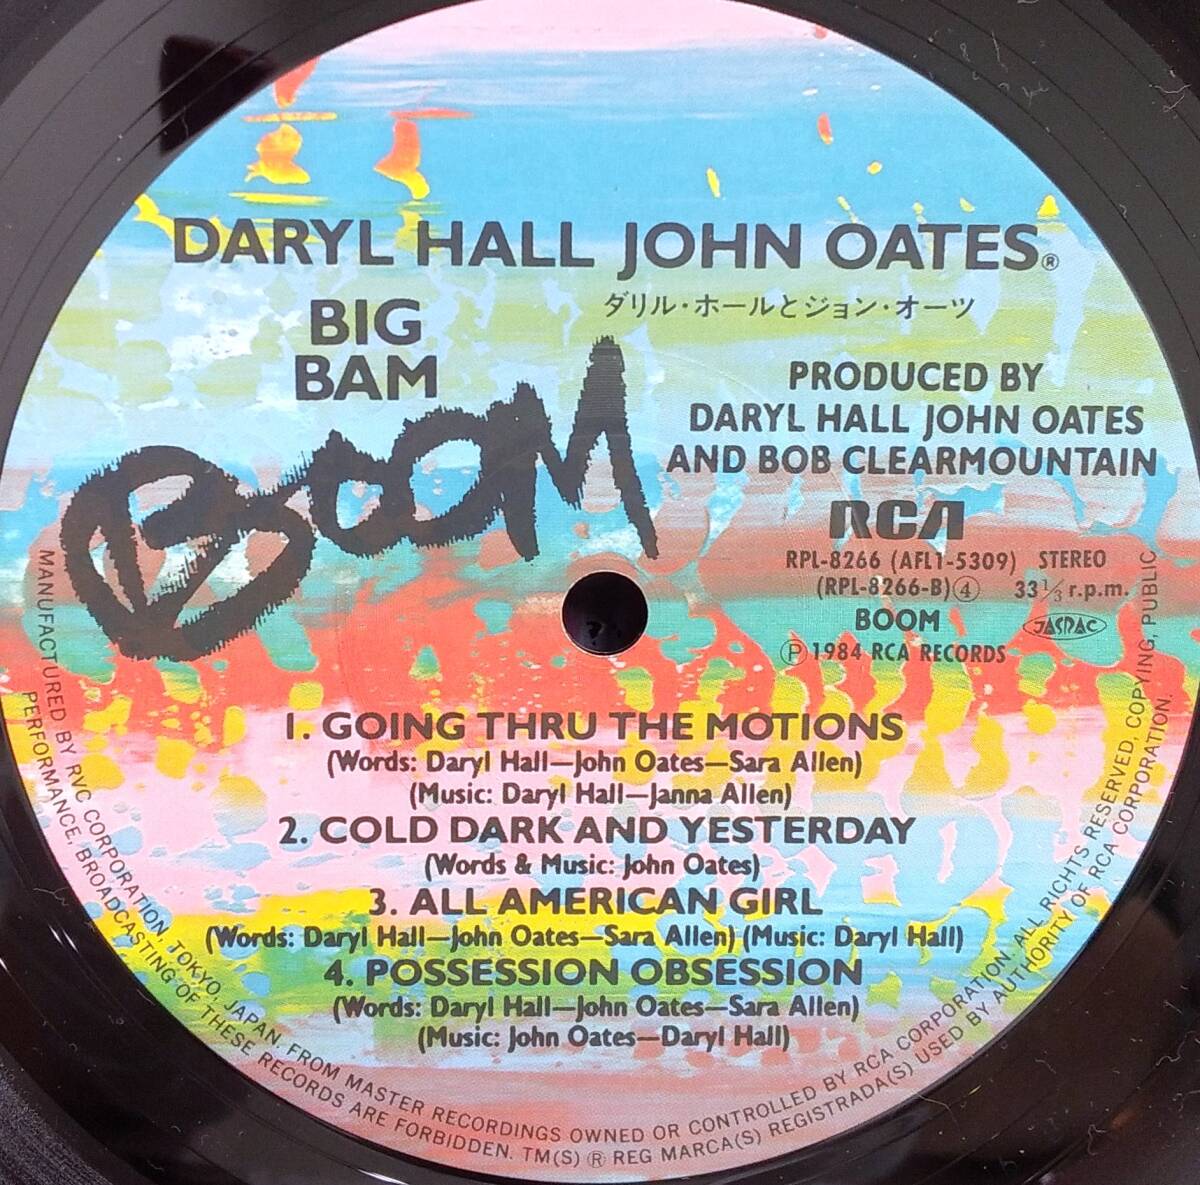 DARYL HALL JOHN OATES®
ダリル・ホールとジョン・オーツ
BIG
BAM
BOOM
PRODUCED BY
DARYL HALL JOHN OATES
AND BOB CLEARMOUNTAIN
RCA
RPL-8266 (AFL1-5309) STEREO
(RPL-8266-B)④ 33⅓ r.p.m.
BOOM JASRAC
Ⓟ1984 RCA RECORDS
1. GOING THRU THE MOTIONS
(Words: Daryl Hall—John Oates—Sara Allen)
(Music: Daryl Hall—Janna Allen)
2. COLD DARK AND YESTERDAY
(Words & Music: John Oates)
3. ALL AMERICAN GIRL
(Words: Daryl Hall—John Oates—Sara Allen) (Music: Daryl Hall)
4. POSSESSION OBSESSION
(Words: Daryl Hall—John Oates—Sara Allen)
(Music: John Oates—Daryl Hall)
MANUFACTURED BY RVC CORPORATION, TOKYO, JAPAN. FROM MASTER RECORDINGS OWNED OR CONTROLLED BY RCA CORPORATION. ALL RIGHTS RESERVED. COPYING, PUBLIC
PERFORMANCE, BROADCASTING OF THESE RECORDS ARE FORBIDDEN. TM(S) ® REG MARCA(S) REGISTRADA(S) USED BY AUTHORITY OF RCA CORPORATION.